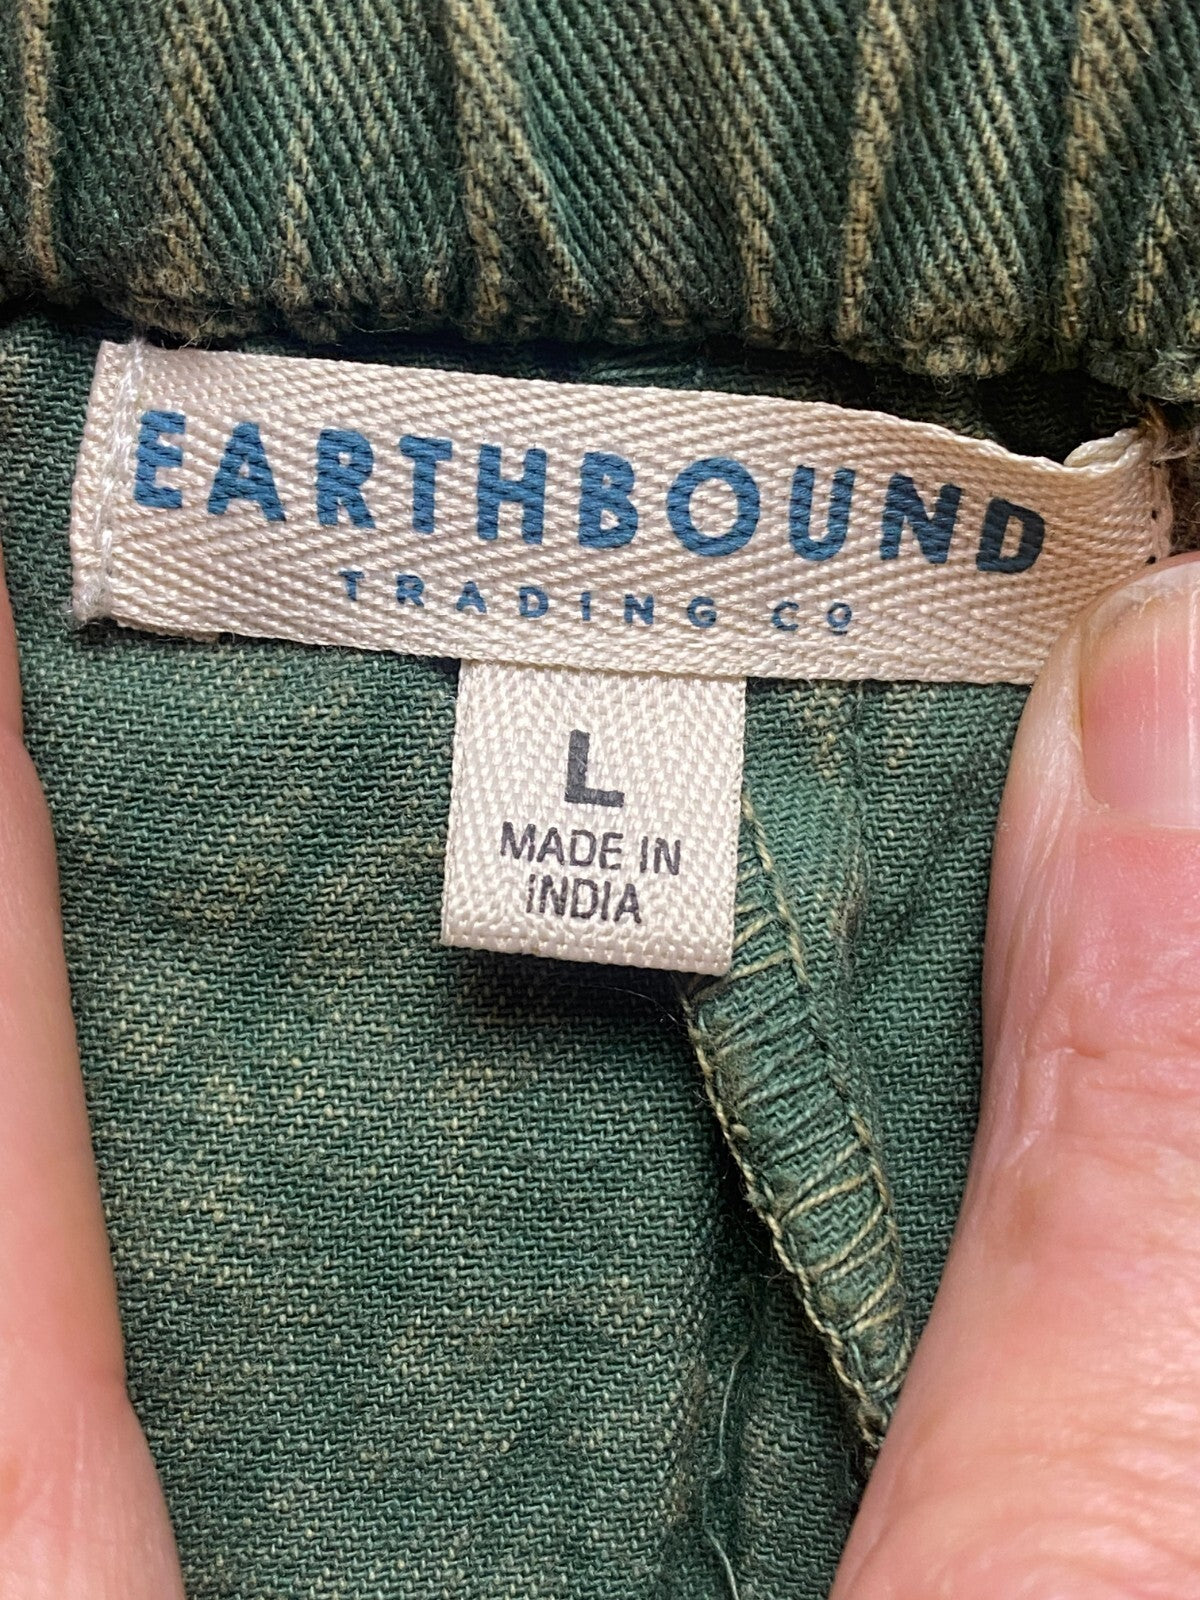 EARTHBOUND
TRADING CO
L
MADE IN
INDIA